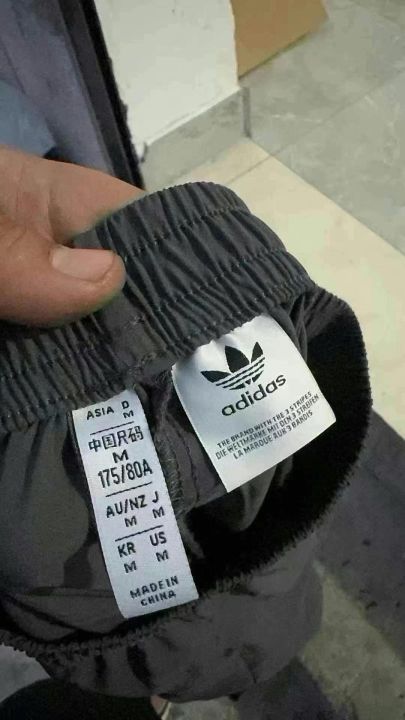 adidas
THE BRAND WITH THE 3 STRIPES
DIE WELTMARKE MIT DEN 3 STREIFEN
LA MARQUE AUX 3 BANDES
ASIA D
M
中国尺码
M
175/80A
AU/NZ J
M M
KR US
M M
MADE IN
CHINA